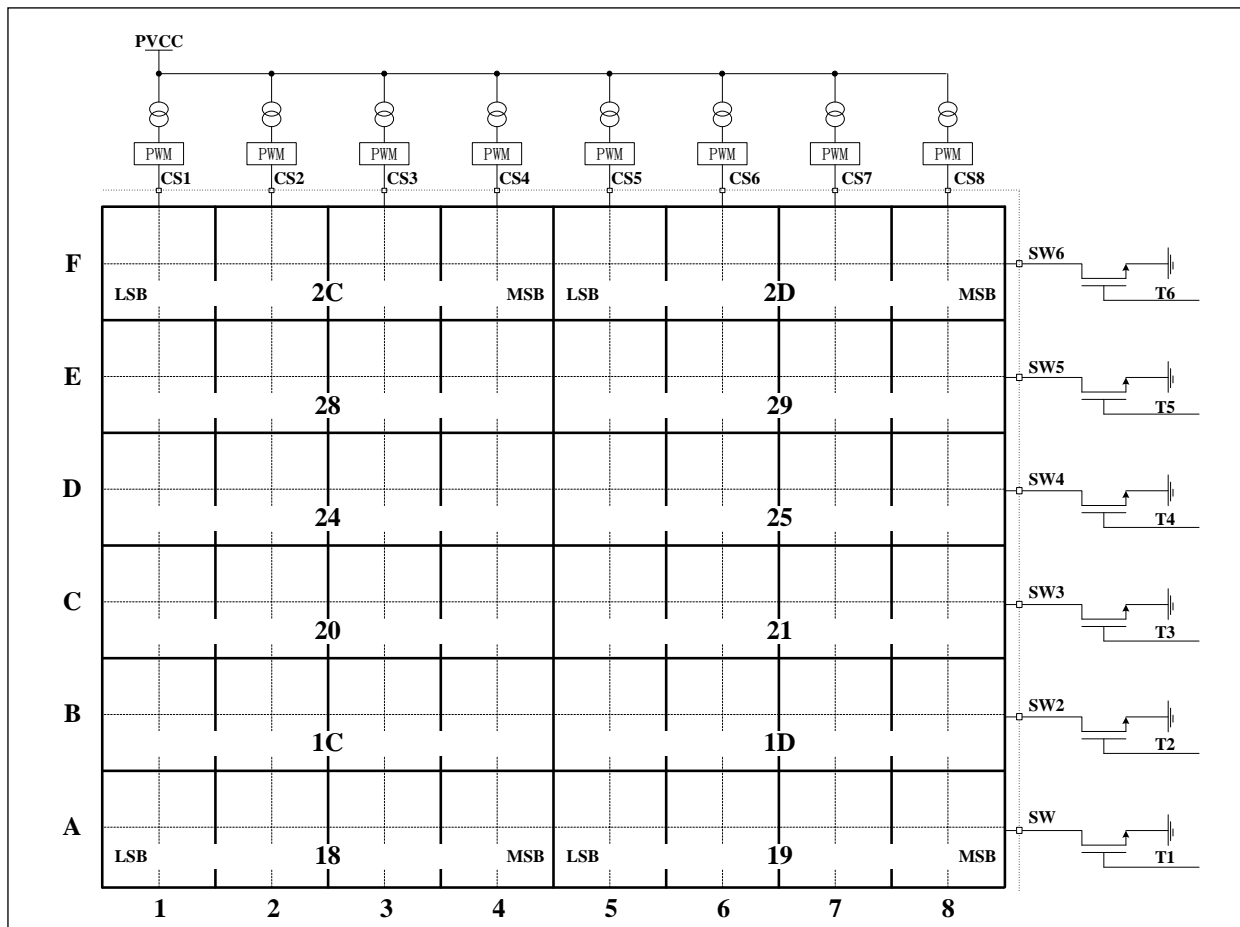 PVCC
PWM PWM PWM PWM PWM PWM PWM PWM
CS1 CS2 CS3 CS4 CS5 CS6 CS7 CS8
F SW6
LSB 2C MSB LSB 2D MSB T6
E SW5
28 29 T5
D SW4
24 25 T4
C SW3
20 21 T3
B SW2
1C 1D T2
A SW
LSB 18 MSB LSB 19 MSB T1
1 2 3 4 5 6 7 8